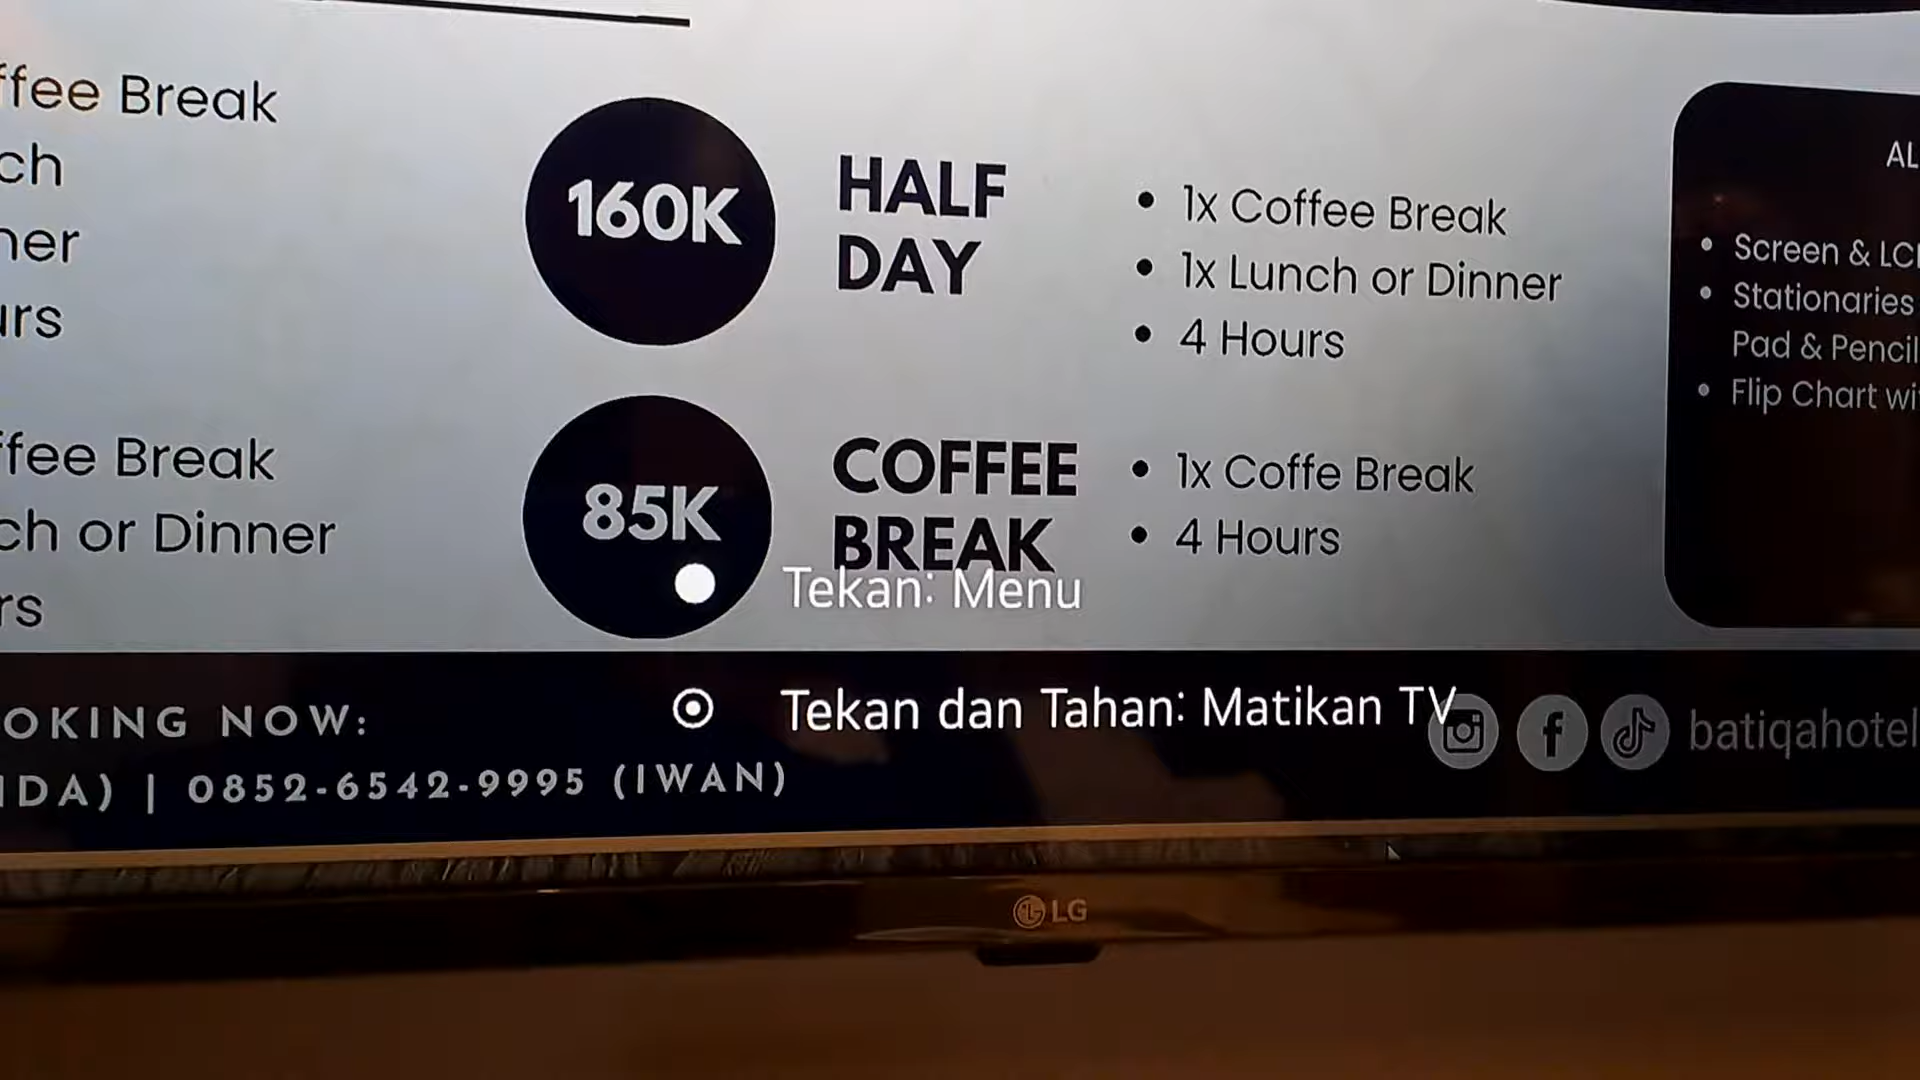 ffee Break
ch
ner
urs
ffee Break
ch or Dinner
rs
160K
HALF
DAY
• 1x Coffee Break
• 1x Lunch or Dinner
• 4 Hours
85K
COFFEE
BREAK
• 1x Coffe Break
• 4 Hours
AL
• Screen & LC
• Stationaries
Pad & Pencil
• Flip Chart wi
Tekan: Menu
Tekan dan Tahan: Matikan TV
OKING NOW:
IDA) | 0852-6542-9995 (IWAN)
batiqahotel
LG